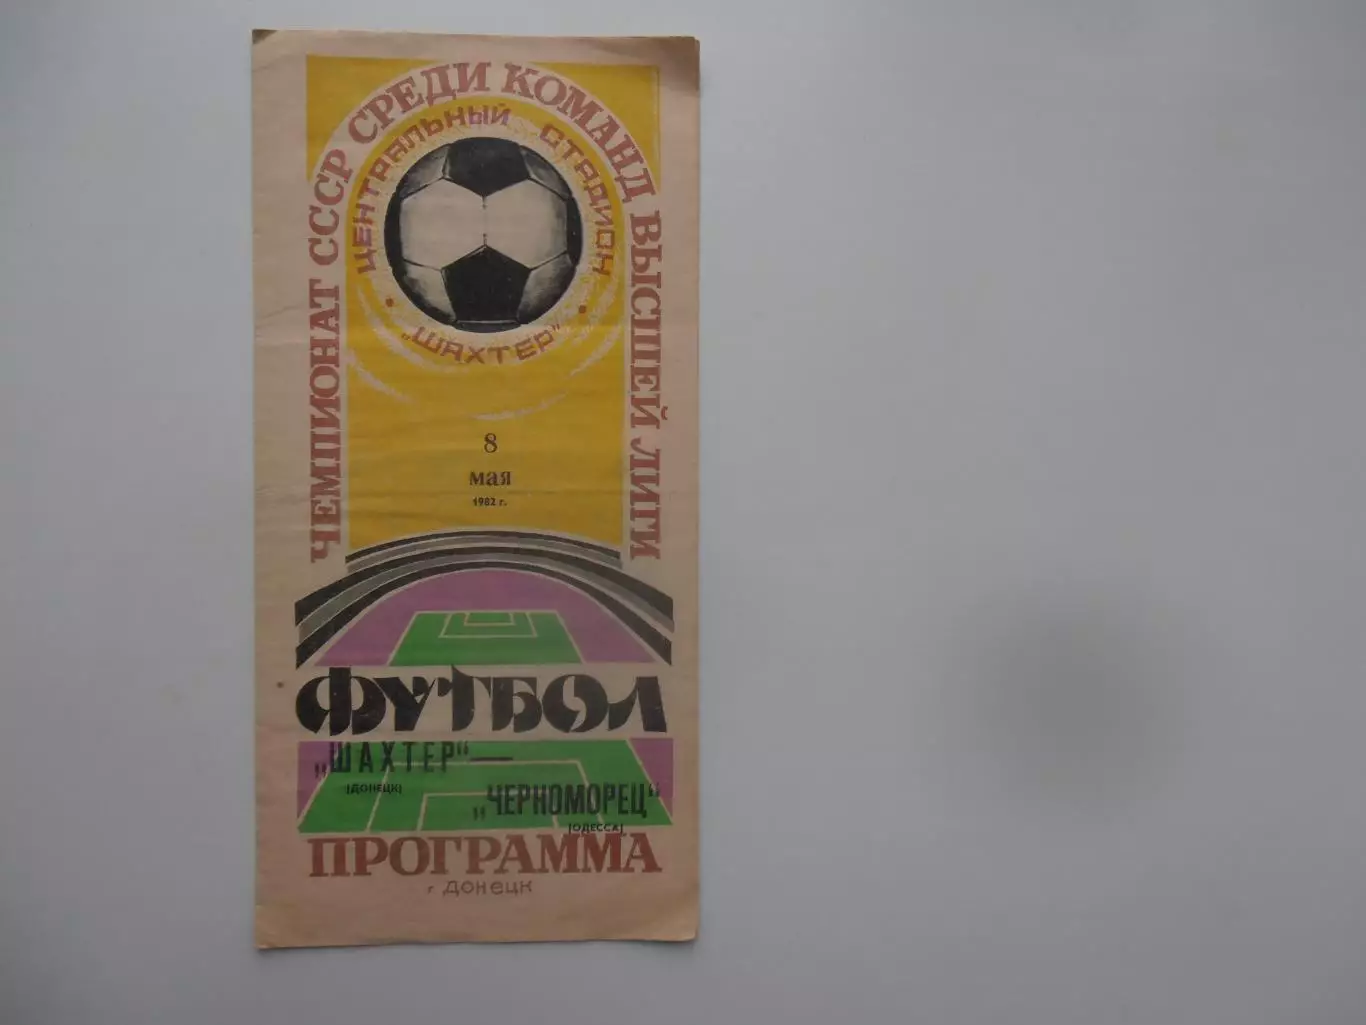 ЧЕМПИОНАТ СССР СРЕДИ КОМАНД ВЫСШЕЙ ЛИГИ
ЦЕНТРАЛЬНЫЙ СТАДИОН
• „ШАХТЕР" •
8
мая
1982 г.
ФУТБОЛ
„ШАХТЕР" —
(ДОНЕЦК)
„ЧЕРНОМОРЕЦ"
(ОДЕССА)
ПРОГРАММА
г ДОНЕЦК